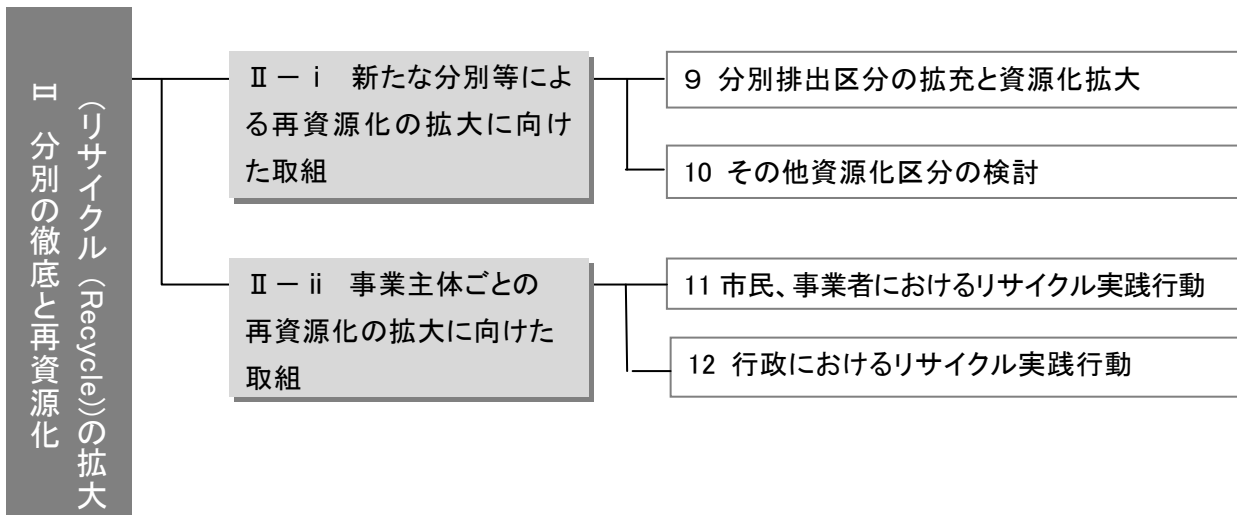 Ⅱ 分別の徹底と再資源化
（リサイクル（Recycle））の拡大
Ⅱ－ⅰ 新たな分別等によ
る再資源化の拡大に向け
た取組
９ 分別排出区分の拡充と資源化拡大
10 その他資源化区分の検討
Ⅱ－ⅱ 事業主体ごとの
再資源化の拡大に向けた
取組
11 市民、事業者におけるリサイクル実践行動
12 行政におけるリサイクル実践行動